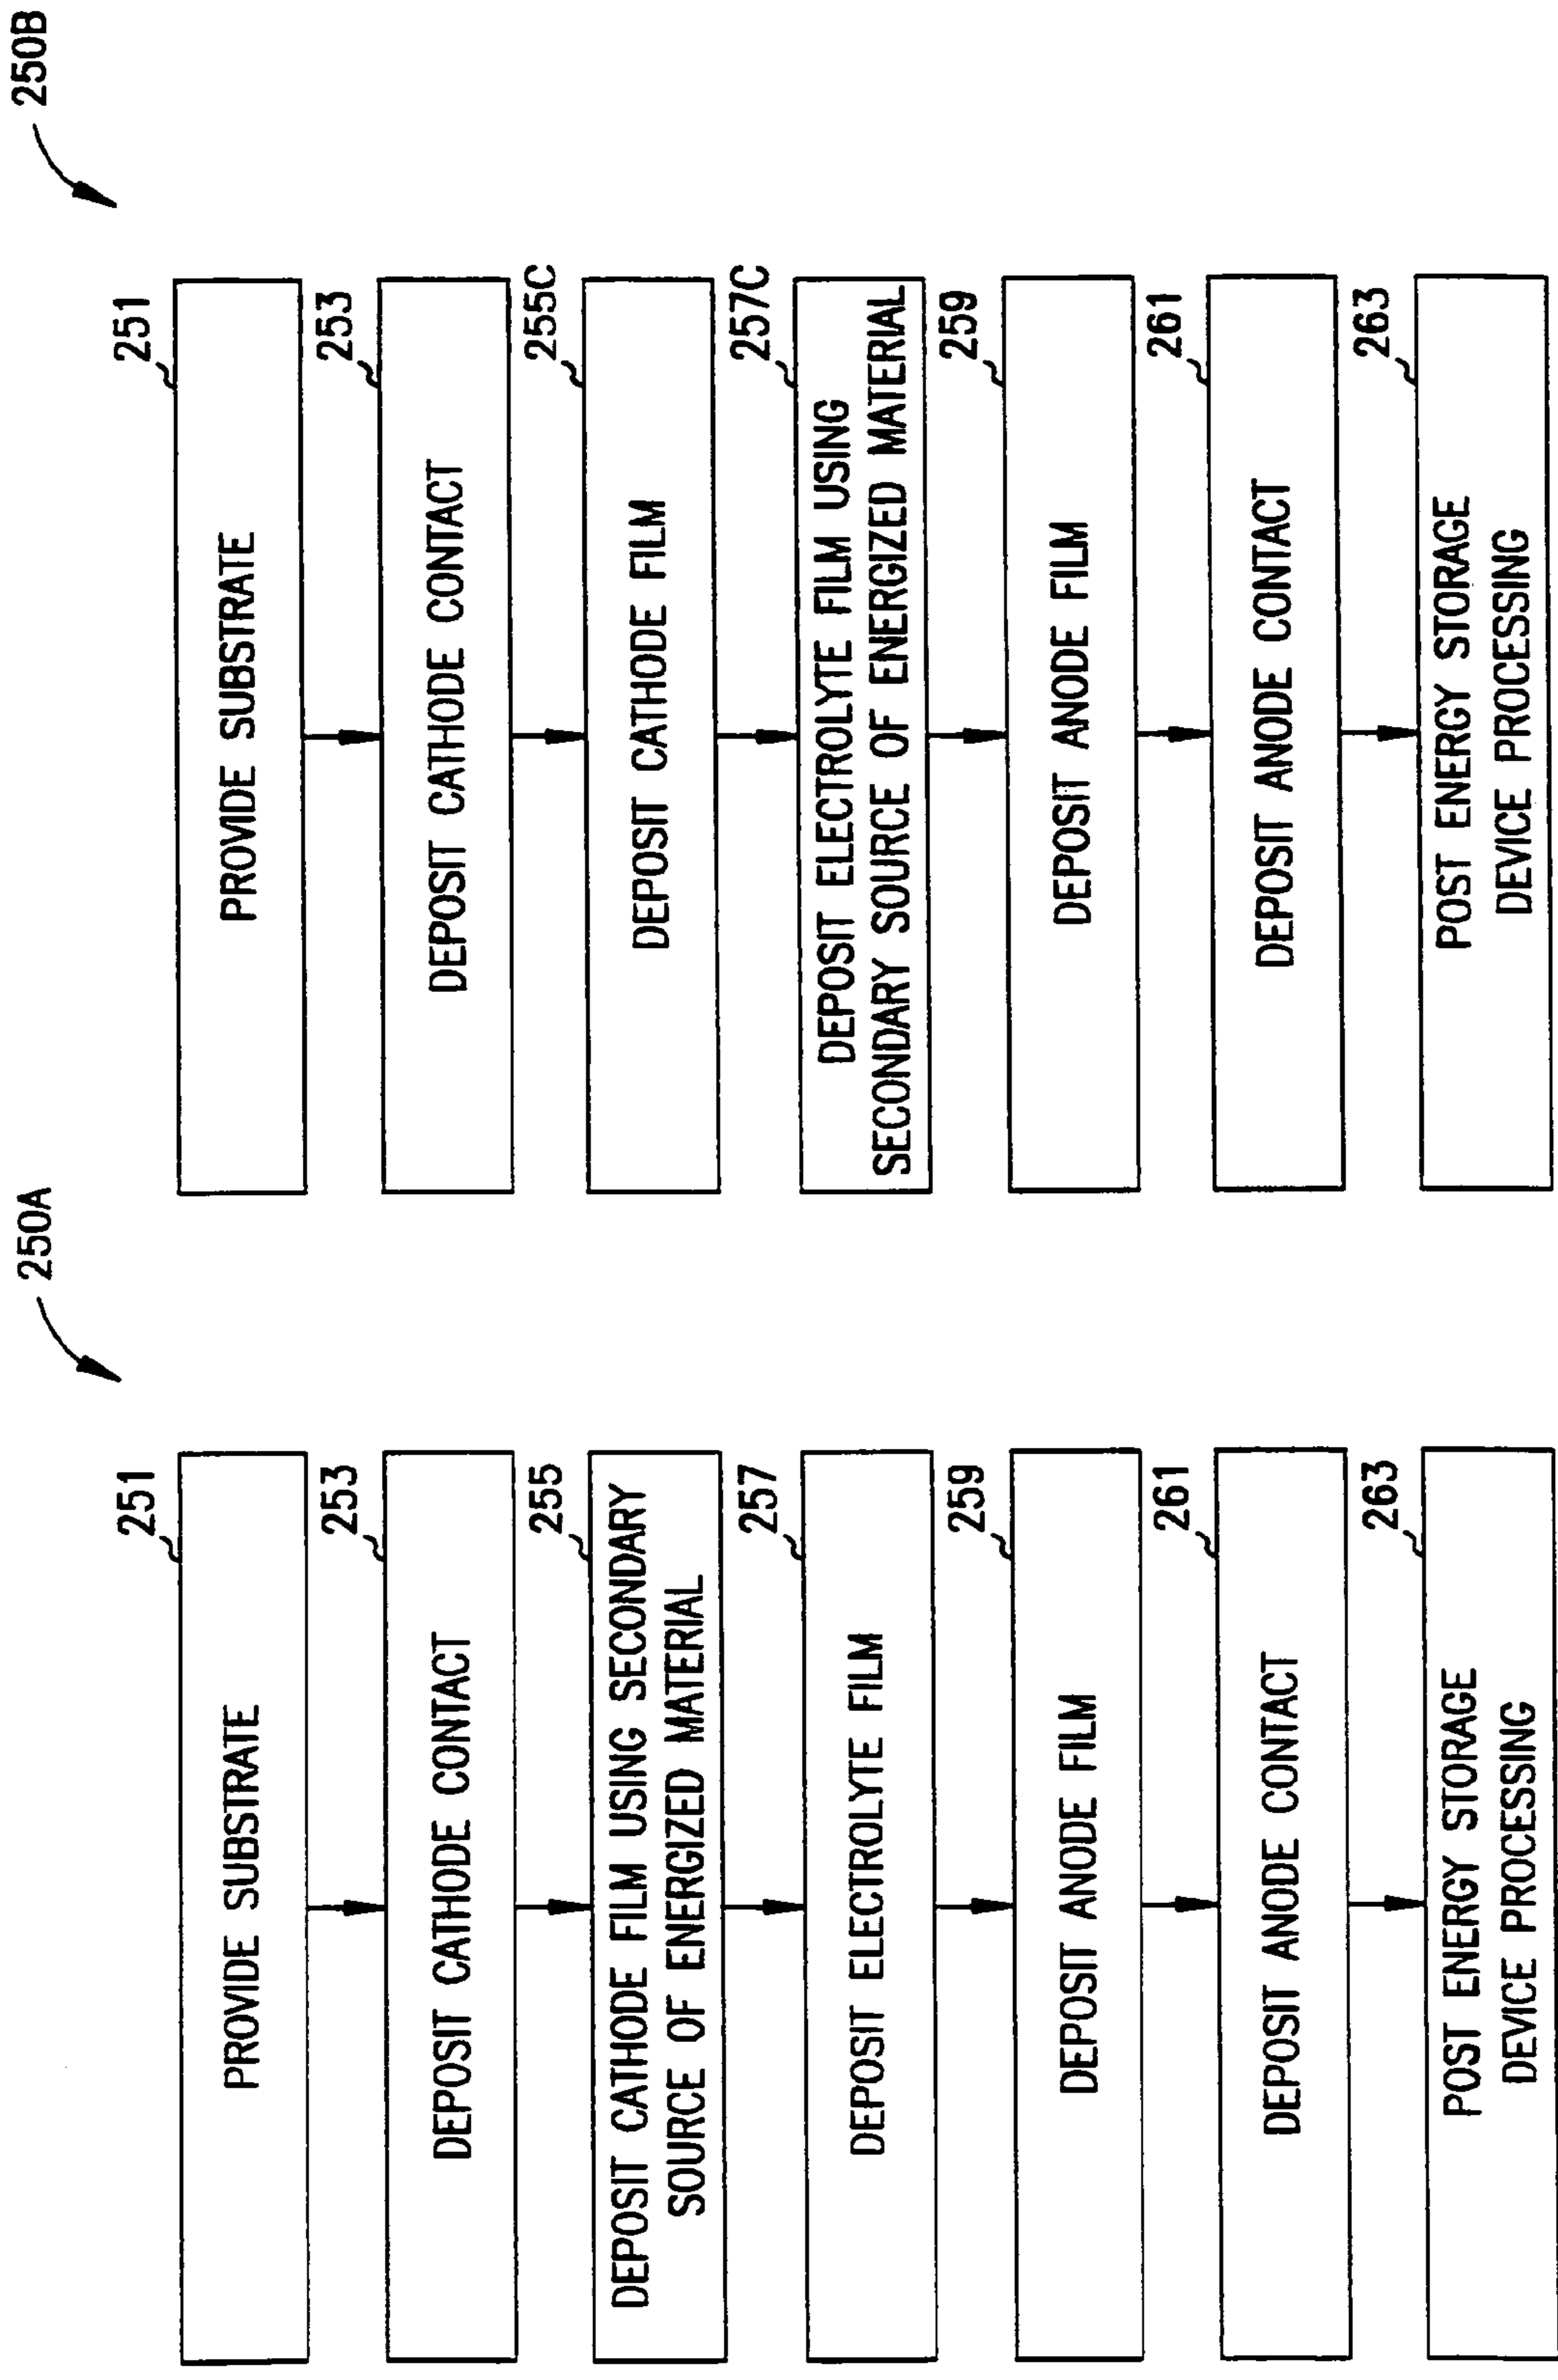 250A
251
PROVIDE SUBSTRATE
253
DEPOSIT CATHODE CONTACT
255
DEPOSIT CATHODE FILM USING SECONDARY
SOURCE OF ENERGIZED MATERIAL
257
DEPOSIT ELECTROLYTE FILM
259
DEPOSIT ANODE FILM
261
DEPOSIT ANODE CONTACT
263
POST ENERGY STORAGE
DEVICE PROCESSING
250B
251
PROVIDE SUBSTRATE
253
DEPOSIT CATHODE CONTACT
255C
DEPOSIT CATHODE FILM
257C
DEPOSIT ELECTROLYTE FILM USING
SECONDARY SOURCE OF ENERGIZED MATERIAL
259
DEPOSIT ANODE FILM
261
DEPOSIT ANODE CONTACT
263
POST ENERGY STORAGE
DEVICE PROCESSING